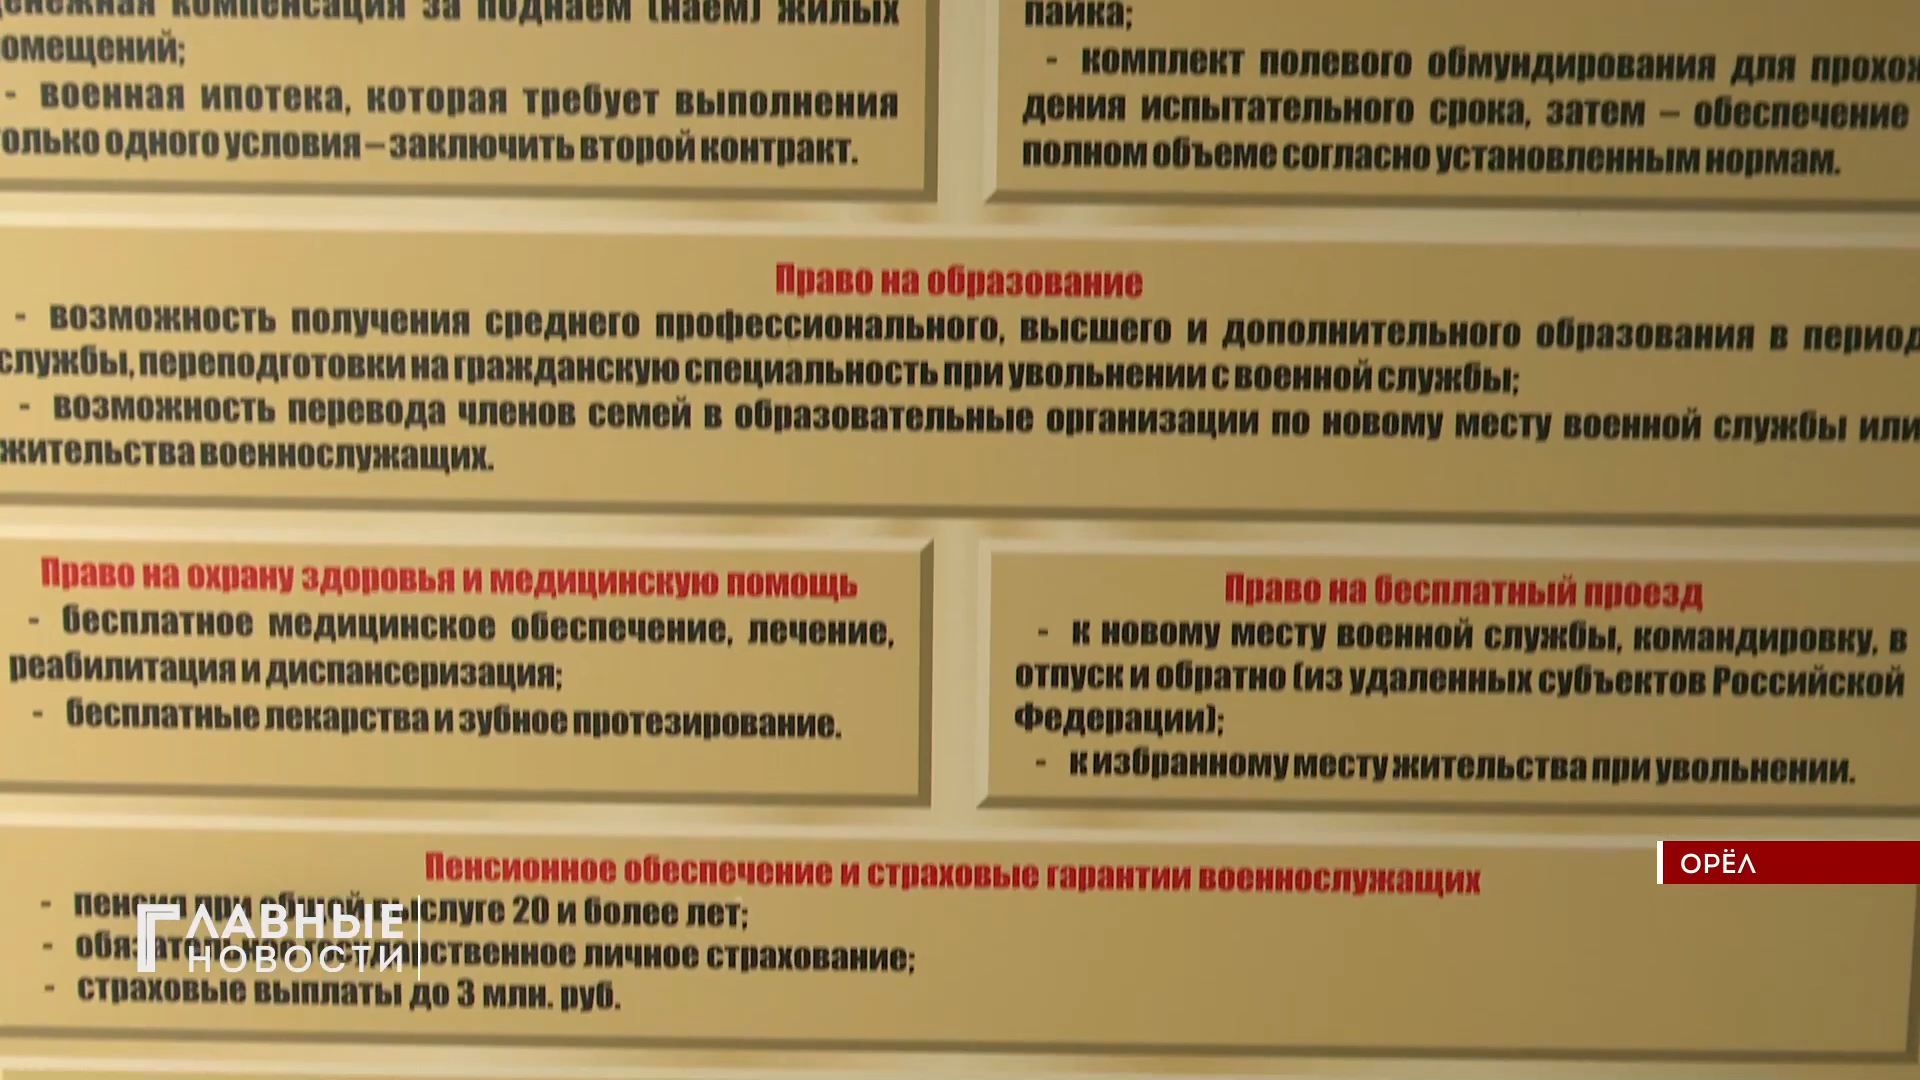 компенсация за поднаем (наем) жилых
омещений;
- военная ипотека, которая требует выполнения
олько одного условия – заключить второй контракт.
пайка;
- комплект полевого обмундирования для прохож
дения испытательного срока, затем – обеспечение
полном объеме согласно установленным нормам.
Право на образование
- возможность получения среднего профессионального, высшего и дополнительного образования в период
службы, переподготовки на гражданскую специальность при увольнении с военной службы;
- возможность перевода членов семей в образовательные организации по новому месту военной службы или
жительства военнослужащих.
Право на охрану здоровья и медицинскую помощь
- бесплатное медицинское обеспечение, лечение,
реабилитация и диспансеризация;
- бесплатные лекарства и зубное протезирование.
Право на бесплатный проезд
- к новому месту военной службы, командировку, в
отпуск и обратно (из удаленных субъектов Российской
Федерации);
- к избранному месту жительства при увольнении.
Пенсионное обеспечение и страховые гарантии военнослужащих
- пенсия при общей выслуге 20 и более лет;
- личное страхование;
- страховые выплаты до 3 млн. руб.
ГЛАВНЫЕ
НОВОСТИ
ОРЁЛ